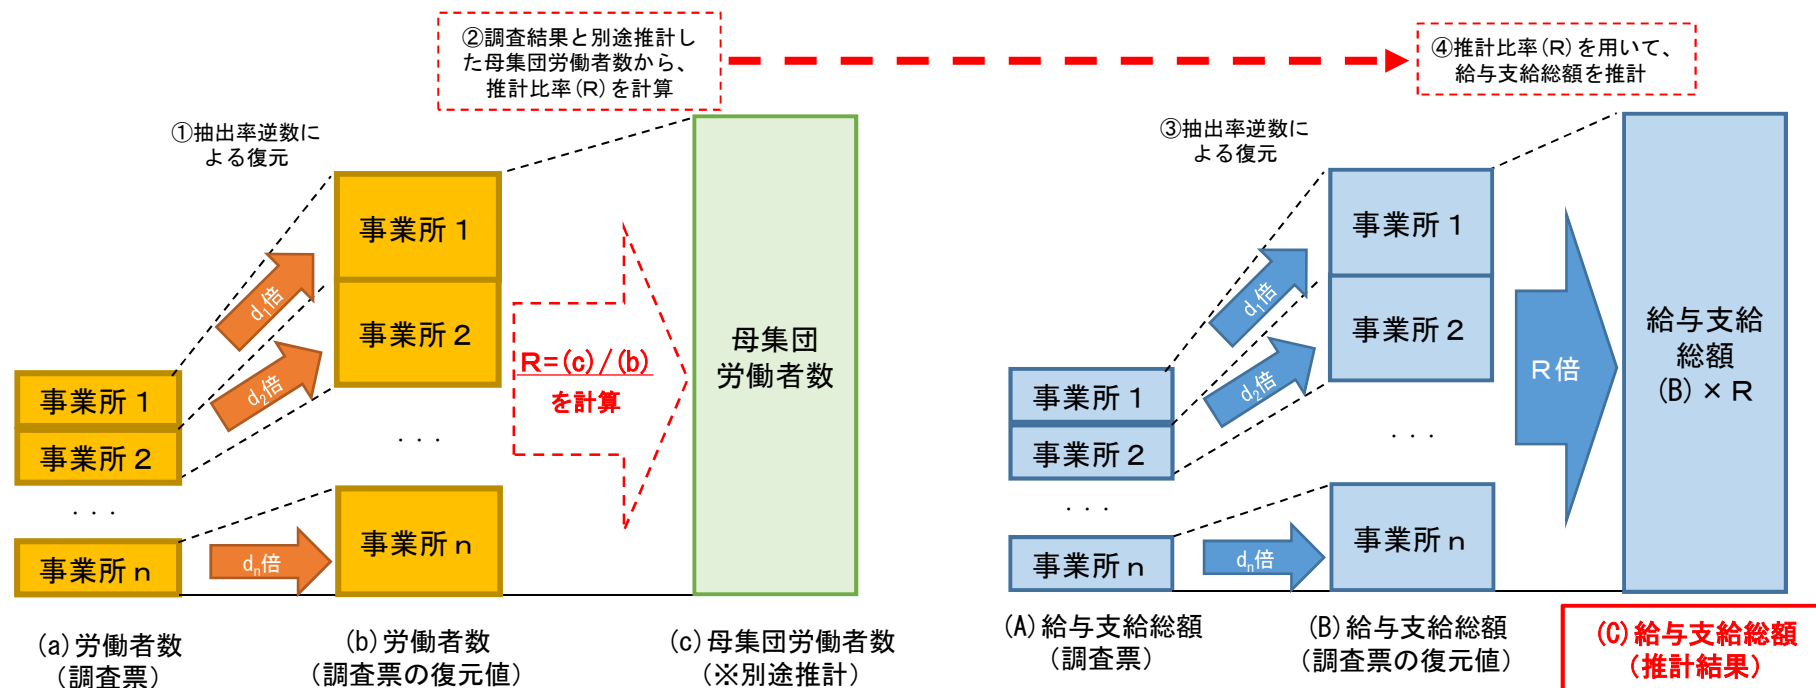 ②調査結果と別途推計し
た母集団労働者数から、
推計比率(R)を計算
④推計比率(R)を用いて、
給与支給総額を推計
①抽出率逆数に
よる復元
事業所1
事業所2
事業所n
...
d₁倍
d₂倍
dₙ倍
事業所1
事業所2
...
事業所n
R=(c)/(b)
を計算
母集団
労働者数
(a)労働者数
(調査票)
(b)労働者数
(調査票の復元値)
(c)母集団労働者数
(※別途推計)
③抽出率逆数に
よる復元
事業所1
事業所2
...
事業所n
d₁倍
d₂倍
dₙ倍
事業所1
事業所2
...
事業所n
R倍
給与支給
総額
(B)×R
(A)給与支給総額
(調査票)
(B)給与支給総額
(調査票の復元値)
(C)給与支給総額
(推計結果)